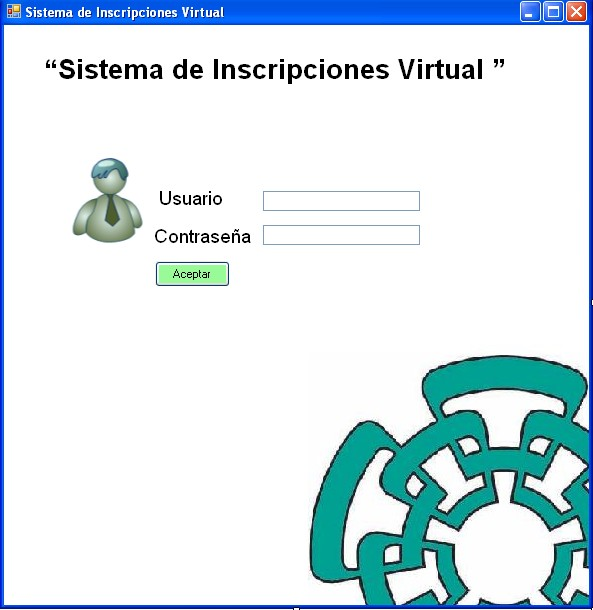 Sistema de Inscripciones Virtual
“Sistema de Inscripciones Virtual ”
Usuario
Contraseña
Aceptar